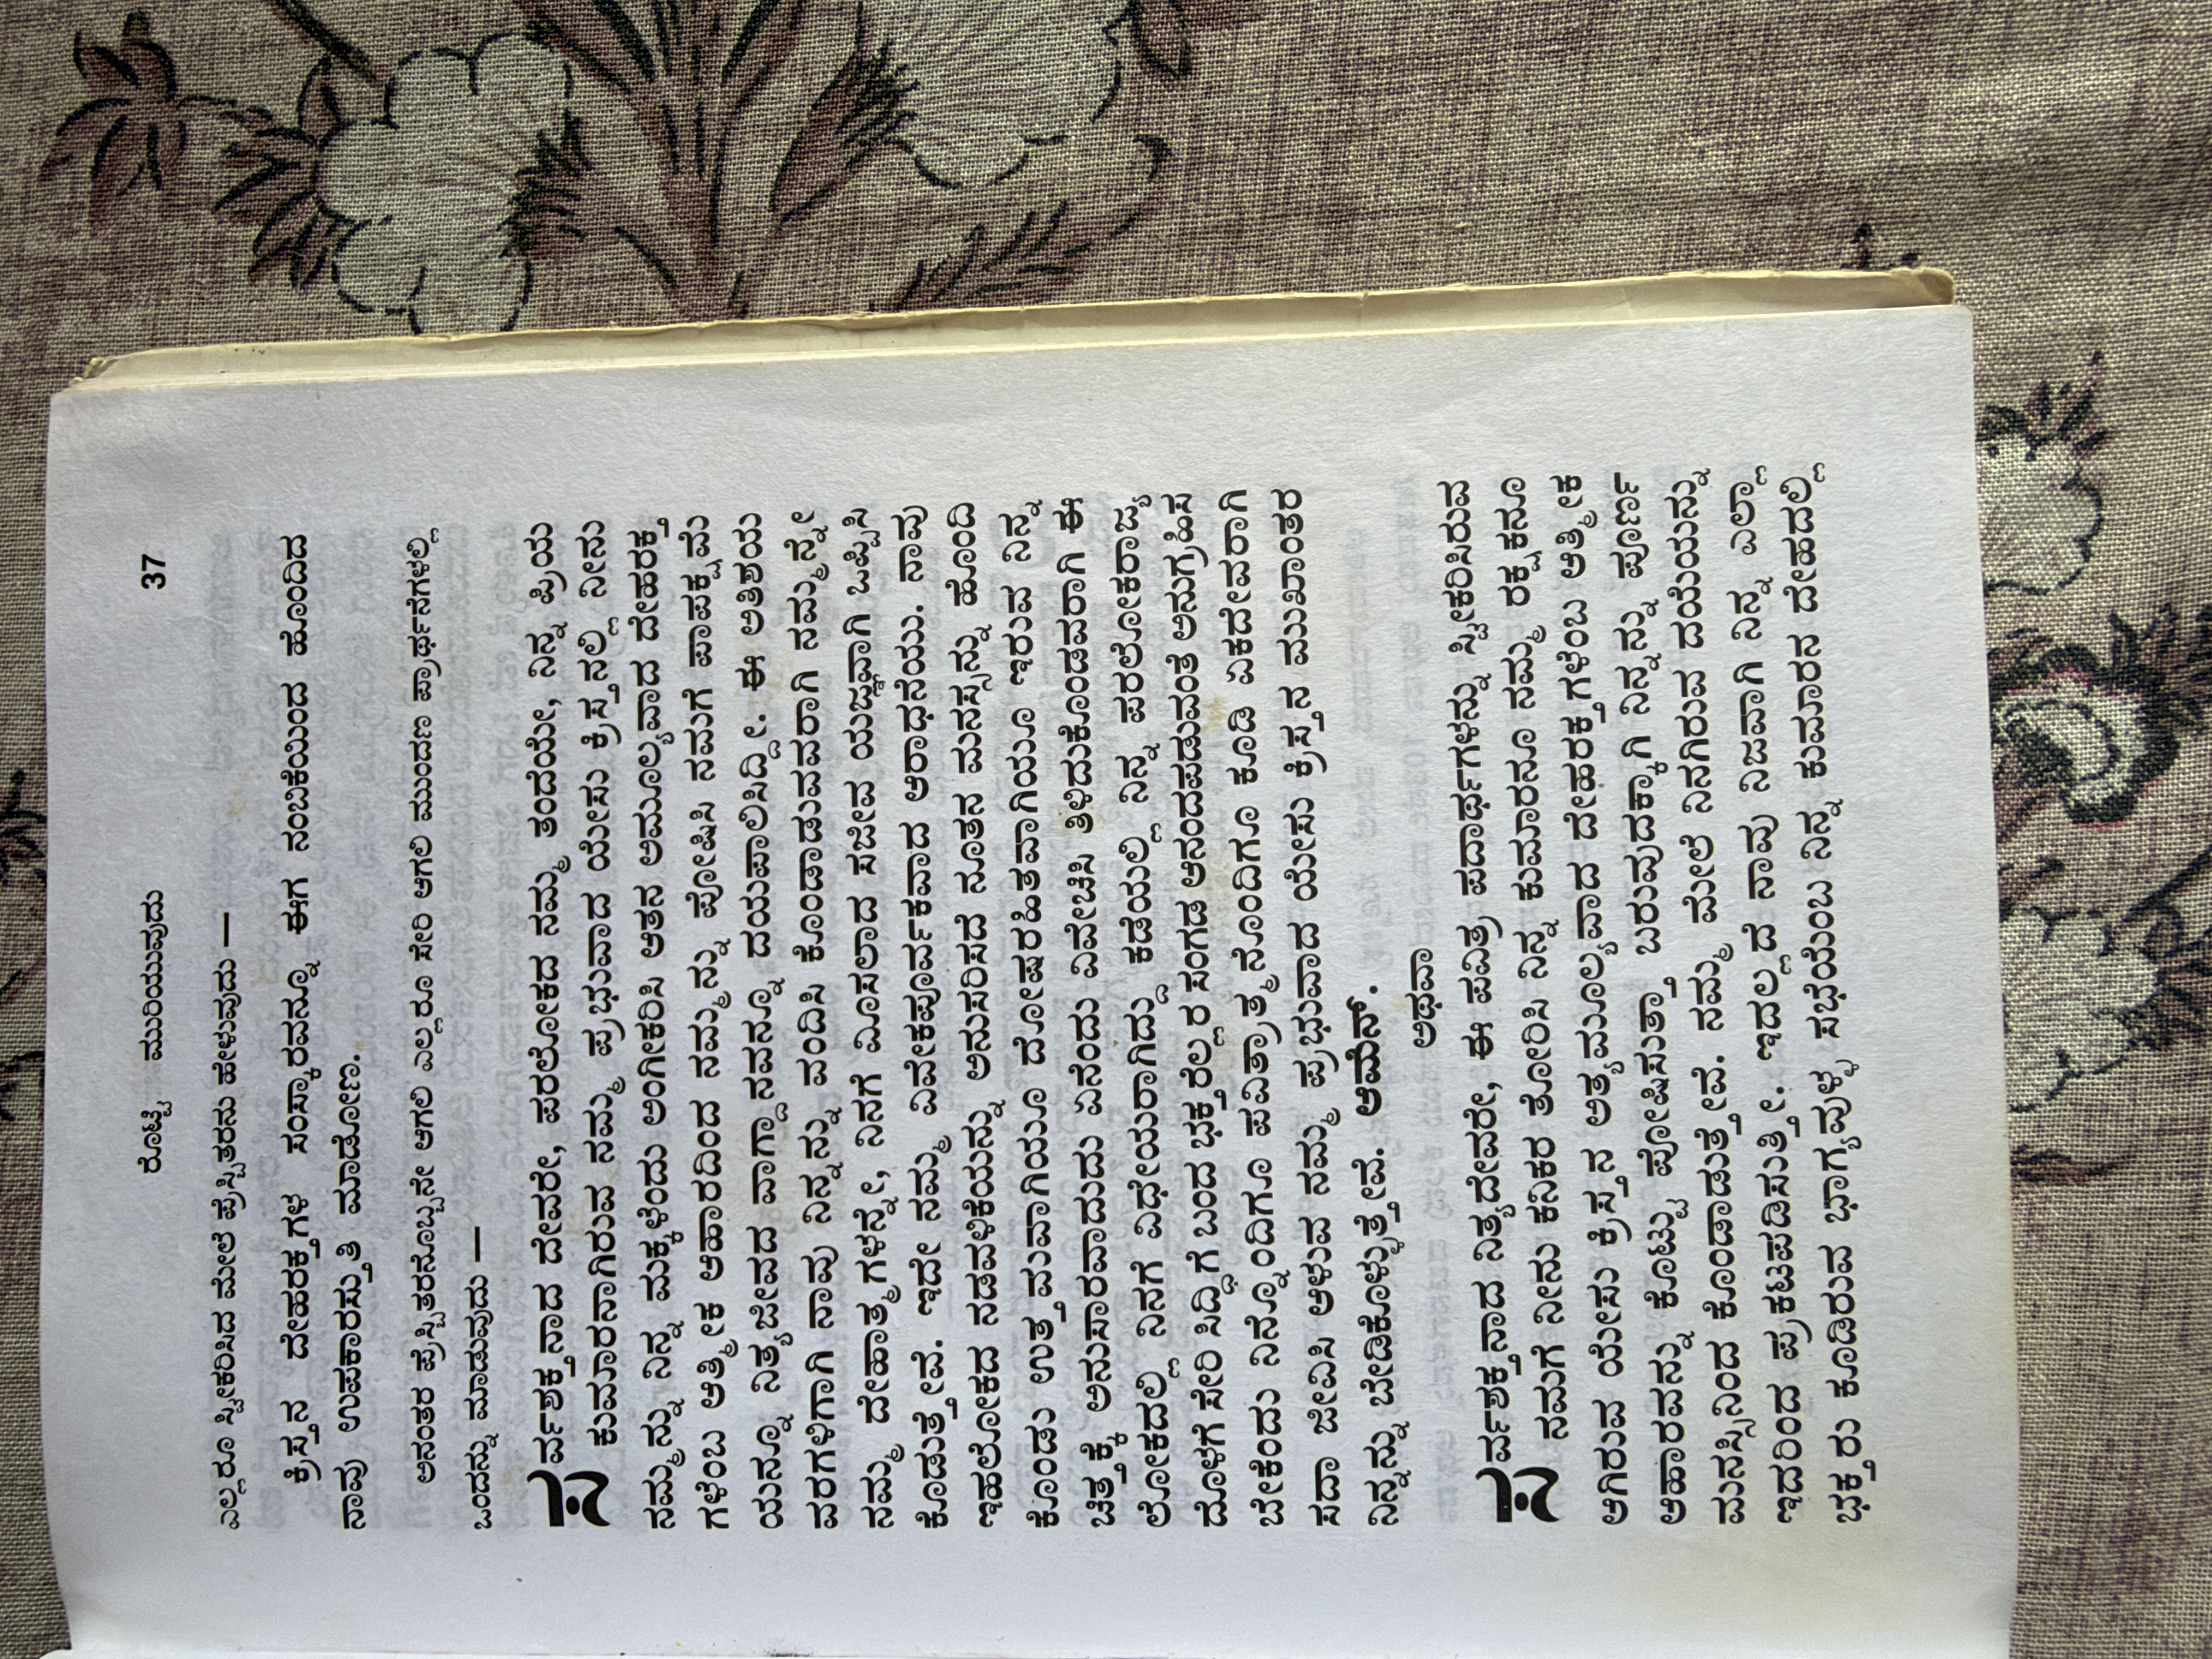 ರೊಟ್ಟಿ ಮುರಿಯುವುದು 37
ಎಲ್ಲರೂ ಸ್ವೀಕರಿಸಿದ ಮೇಲೆ ಪ್ರೆಸ್ಬಿತರನು ಹೇಳುವುದು —
ಕ್ರಿಸ್ತನ ದೇಹರಕ್ತಗಳ ಸಂಸ್ಕಾರವನ್ನೂ ಈಗ ನಂಬಿಕೆಯಿಂದ ಹೊಂದಿದ
ನಾವು ಉಪಕಾರಸ್ತುತಿ ಮಾಡೋಣ.
ಅನಂತರ ಪ್ರೆಸ್ಬಿತರನೊಬ್ಬನೇ ಆಗಲಿ ಎಲ್ಲರೂ ಸೇರಿ ಆಗಲಿ ಮುಂದಣ ಪ್ರಾರ್ಥನೆಗಳಲ್ಲಿ
ಒಂದನ್ನು ಮಾಡುವುದು —
ಸರ್ವಶಕ್ತನಾದ ದೇವರೇ, ಪರಲೋಕದ ನಮ್ಮ ತಂದೆಯೇ, ನಿನ್ನ ಪ್ರಿಯ
ಕುಮಾರನಾಗಿರುವ ನಮ್ಮ ಪ್ರಭುವಾದ ಯೇಸು ಕ್ರಿಸ್ತನಲ್ಲಿ ನೀನು
ನಮ್ಮನ್ನು ನಿನ್ನ ಮಕ್ಕಳೆಂದು ಅಂಗೀಕರಿಸಿ ಆತನ ಅಮೂಲ್ಯವಾದ ದೇಹರಕ್ತ
ಗಳೆಂಬ ಆತ್ಮೀಕ ಆಹಾರದಿಂದ ನಮ್ಮನ್ನು ಪೋಷಿಸಿ ನಮಗೆ ಪಾಪಕ್ಷಮೆ
ಯನ್ನೂ ನಿತ್ಯಜೀವದ ವಾಗ್ದಾನವನ್ನೂ ದಯಪಾಲಿಸಿದ್ದೀ. ಈ ಅತಿಶಯ
ವರಗಳಿಗಾಗಿ ನಾವು ನಿನ್ನನ್ನು ವಂದಿಸಿ ಕೊಂಡಾಡುವವರಾಗಿ ನಮ್ಮನ್ನೇ
ನಮ್ಮ ದೇಹಾತ್ಮಗಳನ್ನೇ, ನಿನಗೆ ಮೀಸಲಾದ ಸಜೀವ ಯಜ್ಞವಾಗಿ ಒಪ್ಪಿಸಿ
ಕೊಡುತ್ತೇವೆ. ಇದೇ ನಮ್ಮ ವಿವೇಕಪೂರ್ವಕವಾದ ಆರಾಧನೆಯು. ನಾವು
ಇಹಲೋಕದ ನಡವಳಿಕೆಯನ್ನು ಅನುಸರಿಸದೆ ನೂತನ ಮನಸ್ಸನ್ನು ಹೊಂದಿ
ಕೊಂಡು ಉತ್ತಮವಾಗಿಯೂ ದೋಷರಹಿತವಾಗಿಯೂ ಇರುವ ನಿನ್ನ
ಚಿತ್ತಕ್ಕೆ ಅನುಸಾರವಾದುದು ಏನೆಂದು ವಿವೇಚಿಸಿ ತಿಳಿದುಕೊಂಡವರಾಗಿ ಈ
ಲೋಕದಲ್ಲಿ ನಿನಗೆ ವಿಧೇಯರಾಗಿದ್ದು ಕಡೆಯಲ್ಲಿ ನಿನ್ನ ಪರಲೋಕರಾಜ್ಯ
ದೊಳಗೆ ಸೇರಿ ಸಿದ್ಧಿಗೆ ಬಂದ ಭಕ್ತರೆಲ್ಲರ ಸಂಗಡ ಆನಂದಪಡುವಂತೆ ಅನುಗ್ರಹಿಸ
ಬೇಕೆಂದು ನಿನ್ನೊಂದಿಗೂ ಪವಿತ್ರಾತ್ಮನೊಂದಿಗೂ ಕೂಡಿ ಏಕದೇವರಾಗಿ
ಸದಾ ಜೀವಿಸಿ ಆಳುವ ನಮ್ಮ ಪ್ರಭುವಾದ ಯೇಸು ಕ್ರಿಸ್ತನ ಮುಖಾಂತರ
ನಿನ್ನನ್ನು ಬೇಡಿಕೊಳ್ಳುತ್ತೇವೆ. ಆಮೆನ್.
ಅಥವಾ
ಸರ್ವಶಕ್ತನಾದ ನಿತ್ಯದೇವರೇ, ಈ ಪವಿತ್ರ ಪದಾರ್ಥಗಳನ್ನು ಸ್ವೀಕರಿಸಿರುವ
ನಮಗೆ ನೀನು ಕನಿಕರ ತೋರಿಸಿ ನಿನ್ನ ಕುಮಾರನೂ ನಮ್ಮ ರಕ್ಷಕನೂ
ಆಗಿರುವ ಯೇಸು ಕ್ರಿಸ್ತನ ಅತ್ಯಮೂಲ್ಯವಾದ ದೇಹರಕ್ತಗಳೆಂಬ ಆತ್ಮೀಕ
ಆಹಾರವನ್ನು ಕೊಟ್ಟು ಪೋಷಿಸುತ್ತಾ ಬರುವುದಕ್ಕಾಗಿ ನಿನ್ನನ್ನು ಪೂರ್ಣ
ಮನಸ್ಸಿನಿಂದ ಕೊಂಡಾಡುತ್ತೇವೆ. ನಮ್ಮ ಮೇಲೆ ನಿನಗಿರುವ ದಯೆಯನ್ನು
ಇದರಿಂದ ಪ್ರಕಟಪಡಿಸುತ್ತೀ. ಇದಲ್ಲದೆ ನಾವು ನಿಜವಾಗಿ ನಿನ್ನ ಎಲ್ಲಾ
ಭಕ್ತರು ಕೂಡಿರುವ ಭಾಗ್ಯವುಳ್ಳ ಸಭೆಯೆಂಬ ನಿನ್ನ ಕುಮಾರನ ದೇಹದಲ್ಲಿ